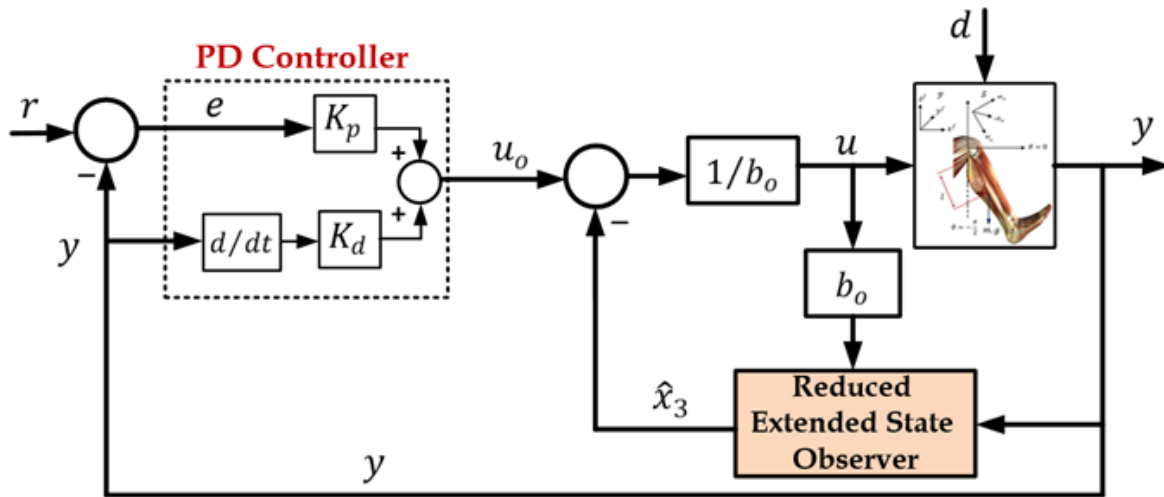 PD Controller
d
r
e
K_p
y
+
u_o
1/b_o
u
−
+
−
y
d/dt
K_d
b_o
x̂_3
Reduced
Extended State
Observer
y